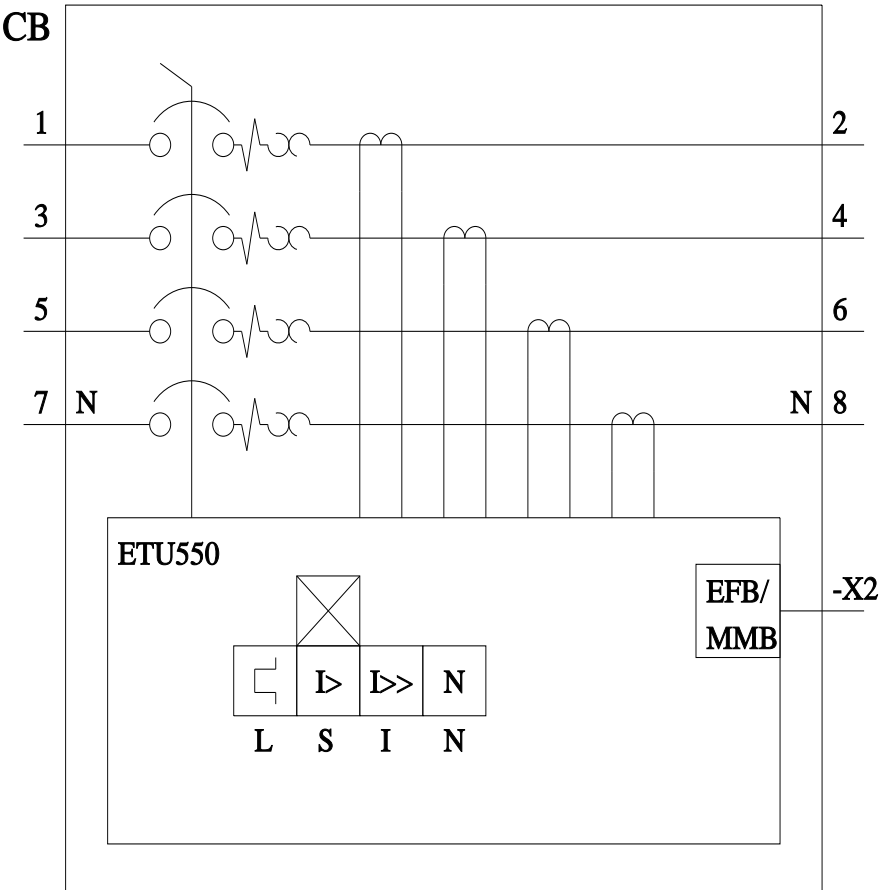 CB
1 2
3 4
5 6
7 N N 8
ETU550
EFB/ -X2
MMB
I> I>> N
L S I N